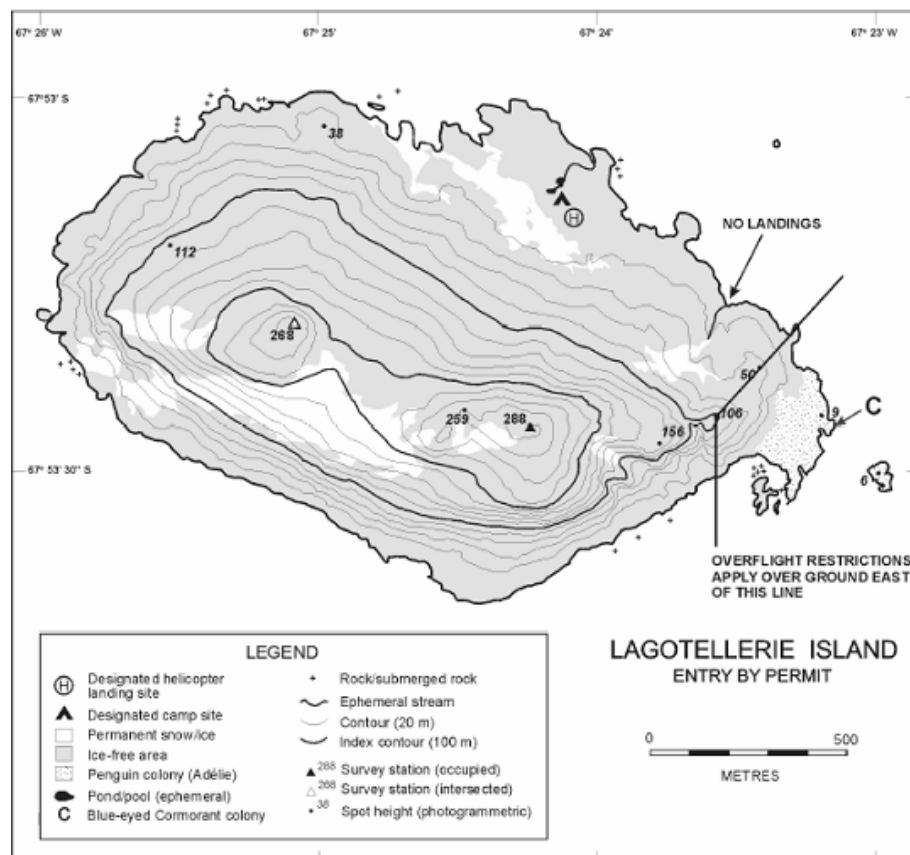 67° 26' W
67° 25'
67° 24'
67° 23' W
67°53' S
38
H
NO LANDINGS
112
268
50
259
288
156
106
9
C
67° 53' 30" S
6
OVERFLIGHT RESTRICTIONS
APPLY OVER GROUND EAST
OF THIS LINE
LEGEND
H
Designated helicopter
landing site
Designated camp site
Permanent snow/ice
Ice-free area
Penguin colony (Adélie)
Pond/pool (ephemeral)
C Blue-eyed Cormorant colony
Rock/submerged rock
Ephemeral stream
Contour (20 m)
Index contour (100 m)
288 Survey station (occupied)
268 Survey station (intersected)
38 Spot height (photogrammetric)
LAGOTELLERIE ISLAND
ENTRY BY PERMIT
0
500
METRES